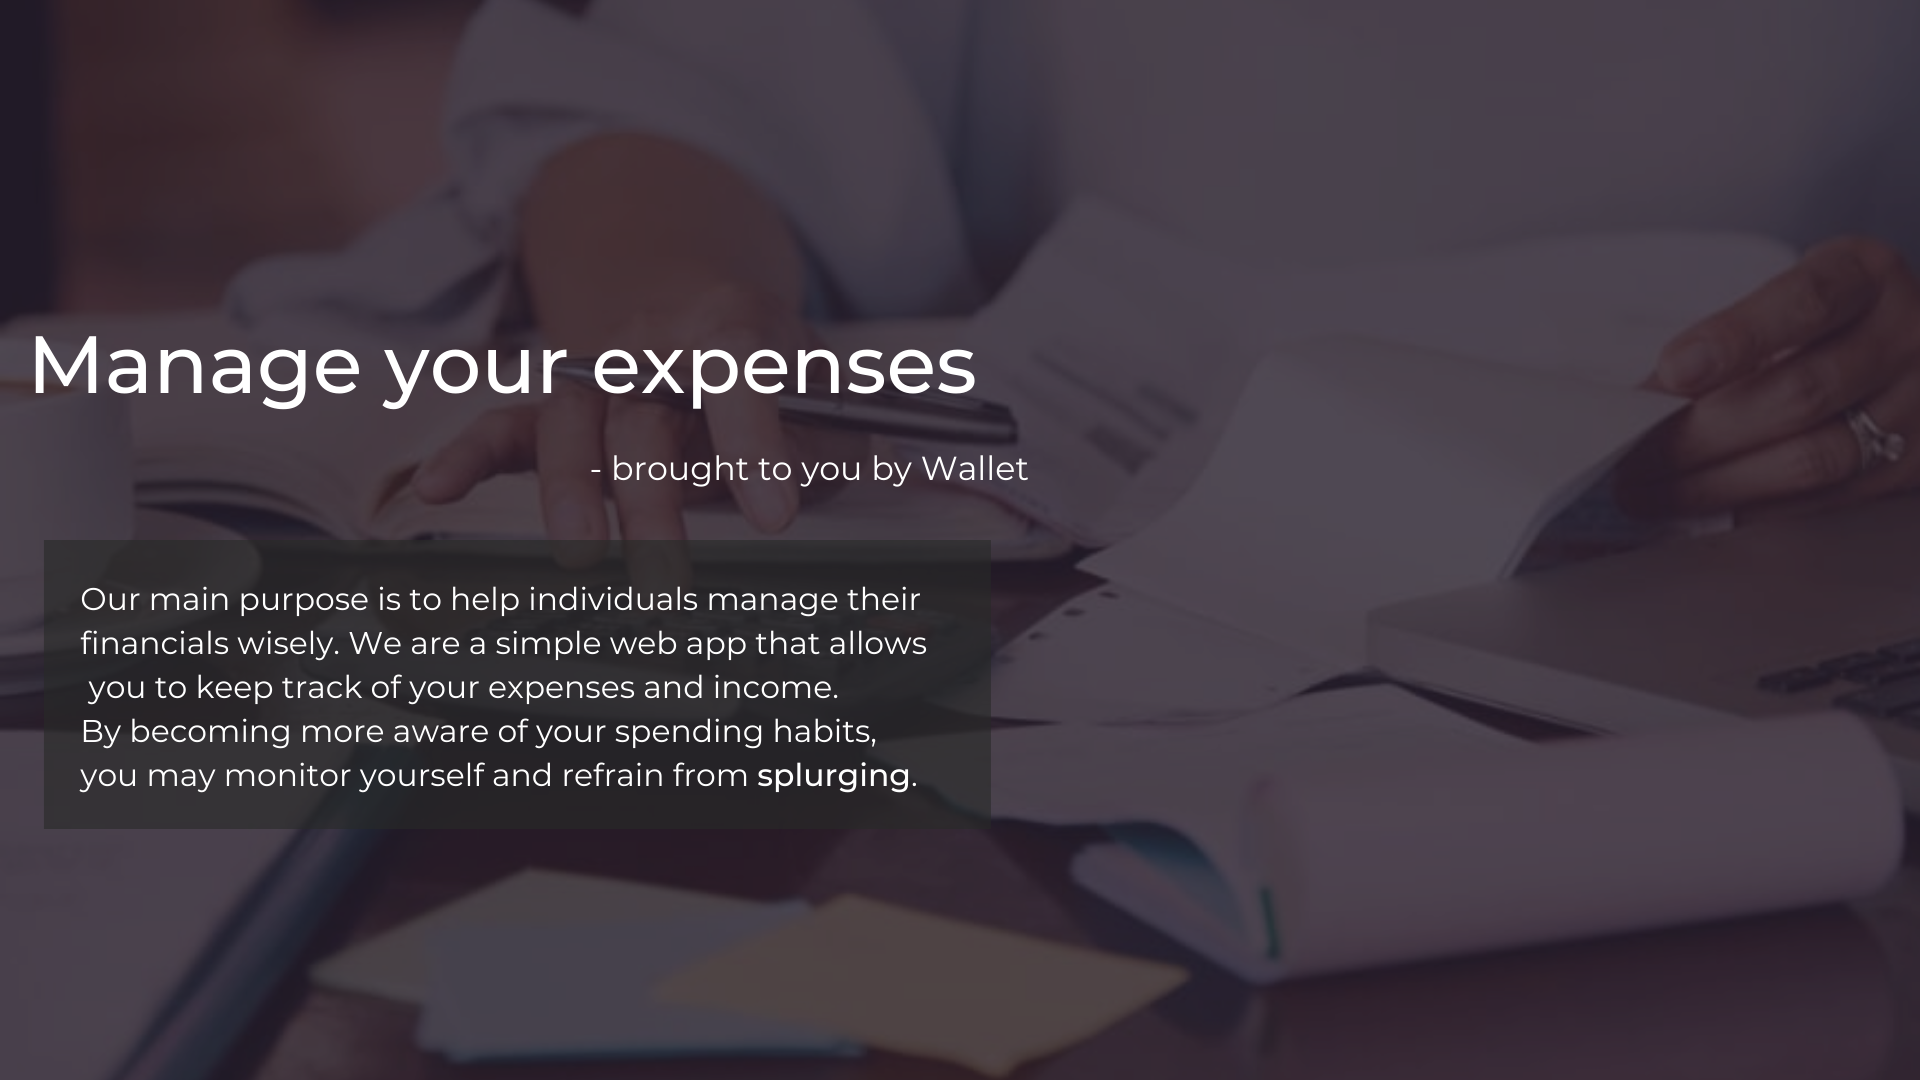 Manage your expenses
- brought to you by Wallet
Our main purpose is to help individuals manage their
financials wisely. We are a simple web app that allows
you to keep track of your expenses and income.
By becoming more aware of your spending habits,
you may monitor yourself and refrain from splurging.